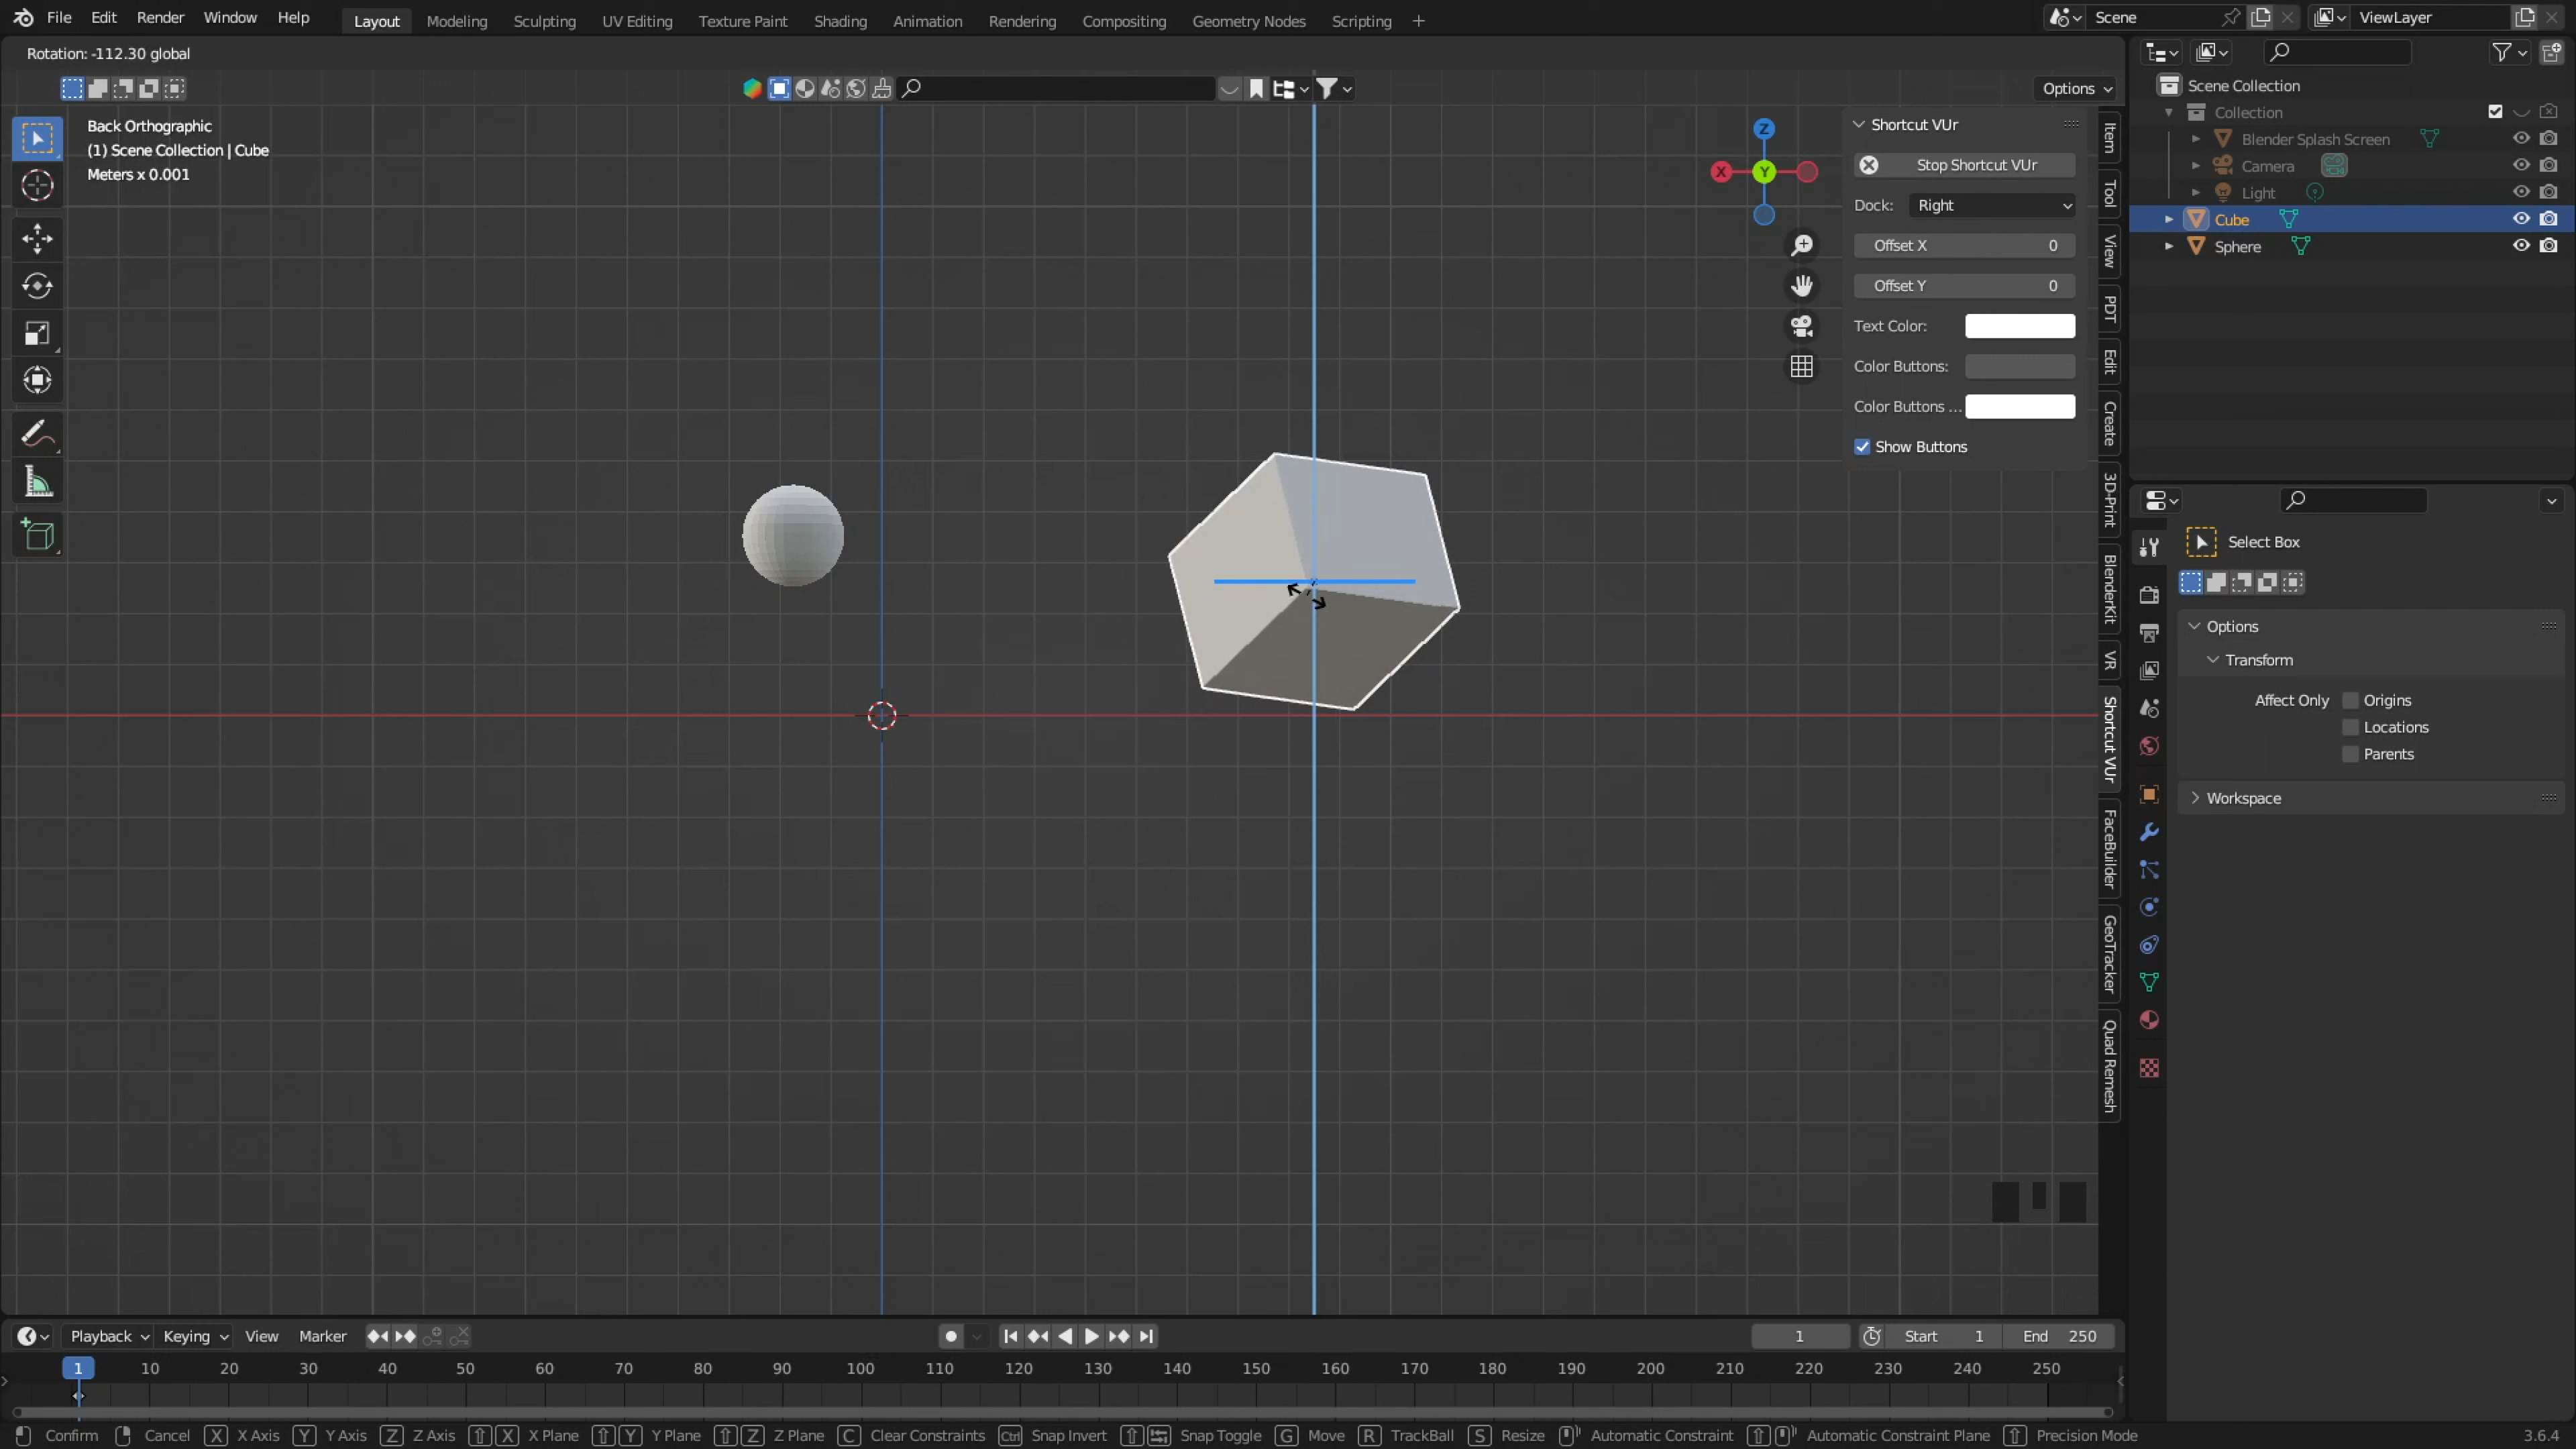 File Edit Render Window Help Layout Modeling Sculpting UV Editing Texture Paint Shading Animation Rendering Compositing Geometry Nodes Scripting + Scene ViewLayer
Rotation: -112.30 global
Options
Back Orthographic
(1) Scene Collection | Cube
Meters x 0.001
Z
X Y
Shortcut VUr
Stop Shortcut VUr
Dock: Right
Offset X 0
Offset Y 0
Text Color:
Color Buttons:
Color Buttons ...
Show Buttons
Item
Tool
View
PDT
Edit
Create
3D-Print
BlenderKit
VR
Shortcut VUr
FaceBuilder
GeoTracker
Quad Remesh
Scene Collection
Collection
Blender Splash Screen
Camera
Light
Cube
Sphere
Select Box
Options
Transform
Affect Only Origins
Locations
Parents
Workspace
Playback Keying View Marker 1 Start 1 End 250
1 10 20 30 40 50 60 70 80 90 100 110 120 130 140 150 160 170 180 190 200 210 220 230 240 250
Confirm Cancel X X Axis Y Y Axis Z Z Axis X X Plane Y Y Plane Z Z Plane C Clear Constraints Ctrl Snap Invert Snap Toggle G Move R TrackBall S Resize Automatic Constraint Automatic Constraint Plane Precision Mode 3.6.4